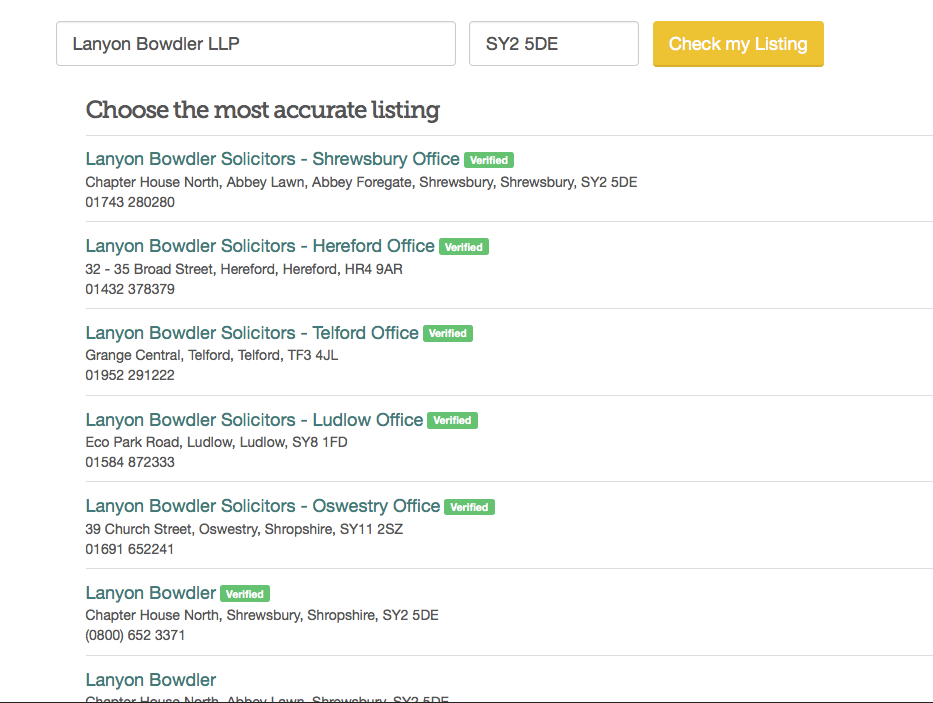 Lanyon Bowdler LLP SY2 5DE Check my Listing
Choose the most accurate listing
Lanyon Bowdler Solicitors - Shrewsbury Office Verified
Chapter House North, Abbey Lawn, Abbey Foregate, Shrewsbury, Shrewsbury, SY2 5DE
01743 280280
Lanyon Bowdler Solicitors - Hereford Office Verified
32 - 35 Broad Street, Hereford, Hereford, HR4 9AR
01432 378379
Lanyon Bowdler Solicitors - Telford Office Verified
Grange Central, Telford, Telford, TF3 4JL
01952 291222
Lanyon Bowdler Solicitors - Ludlow Office Verified
Eco Park Road, Ludlow, Ludlow, SY8 1FD
01584 872333
Lanyon Bowdler Solicitors - Oswestry Office Verified
39 Church Street, Oswestry, Shropshire, SY11 2SZ
01691 652241
Lanyon Bowdler Verified
Chapter House North, Shrewsbury, Shropshire, SY2 5DE
(0800) 652 3371
Lanyon Bowdler
Chapter House North, Abbey Lawn, Shrewsbury, SY2 5DE